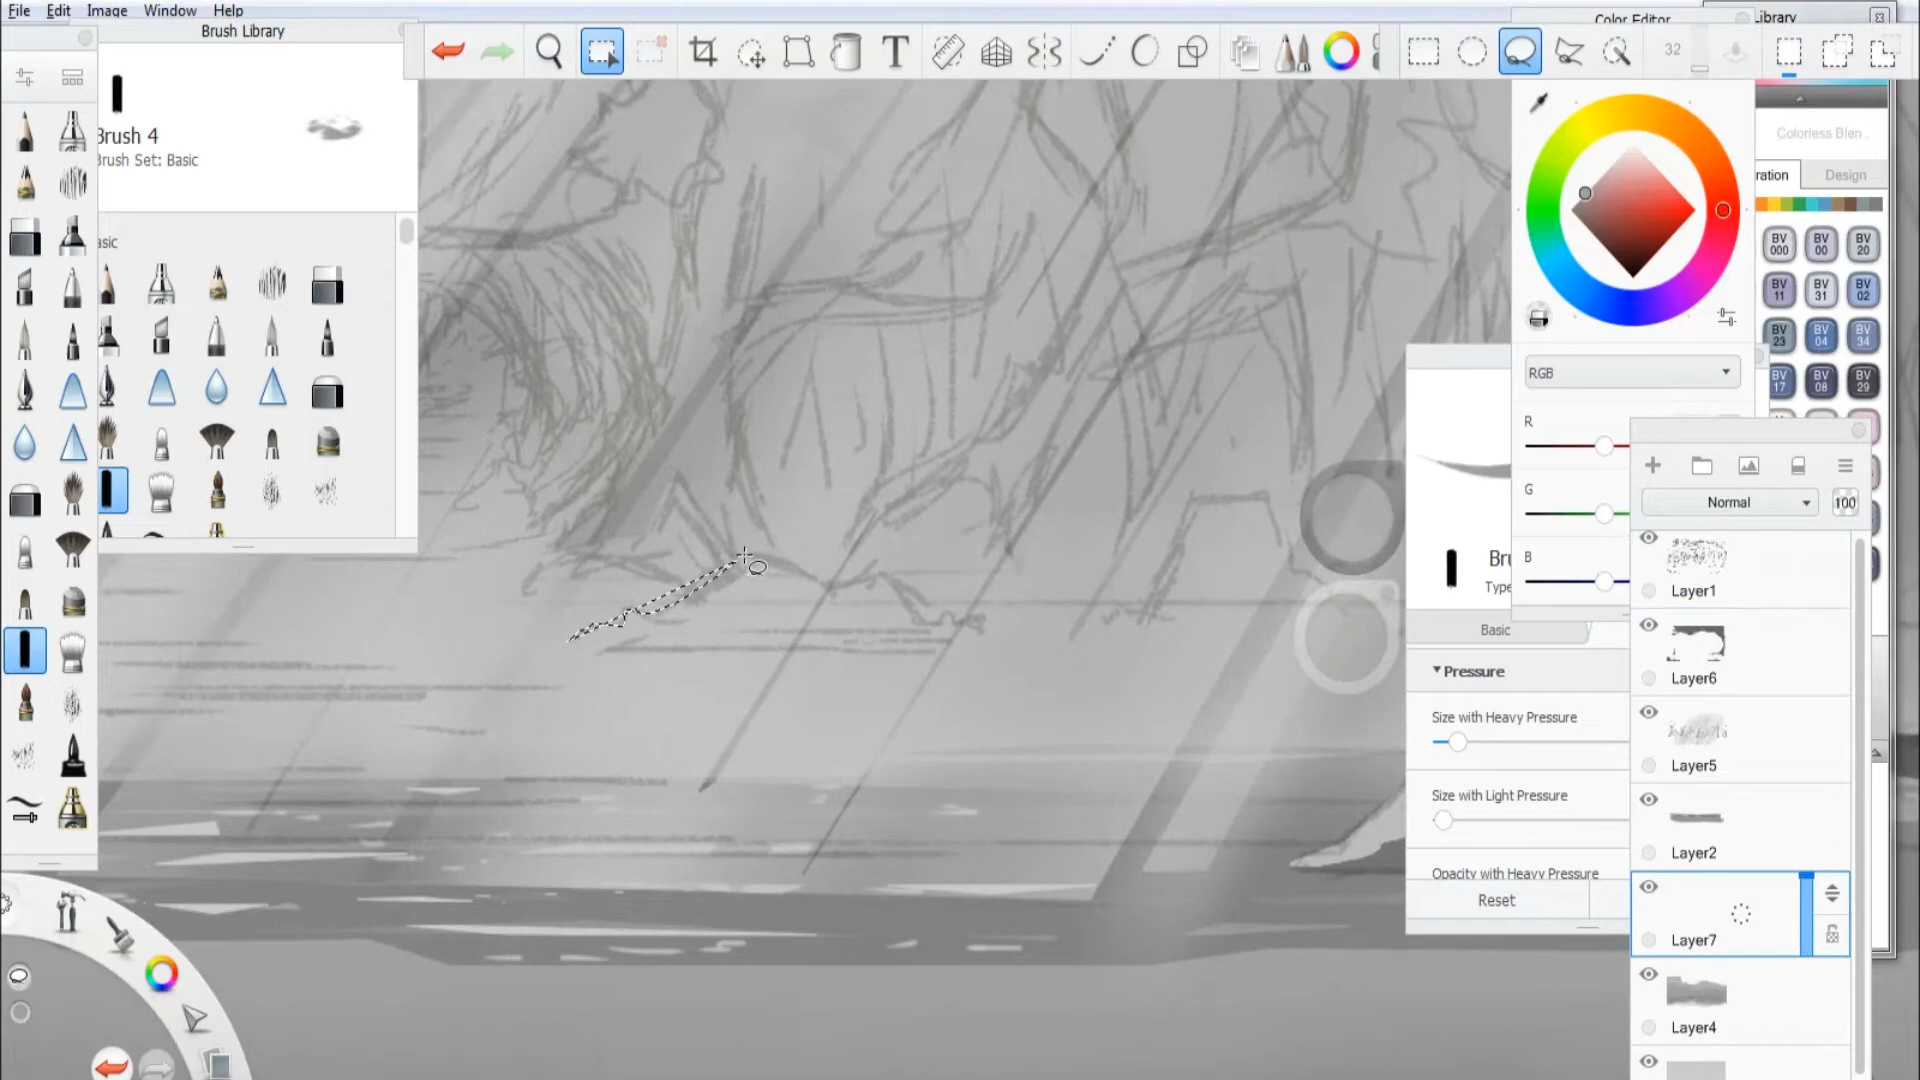 File Edit Image Window Help
Brush Library
Brush 4
Brush Set: Basic
asic
T
32
Color Editor
Library
Colorless Blen..
ration
Design
BV 000
BV 00
BV 20
BV 11
BV 31
BV 02
BV 23
BV 04
BV 34
BV 17
BV 08
BV 29
RGB
R
G
B
Normal
100
Layer1
Layer6
Layer5
Layer2
Layer7
Layer4
Bru
Type
Basic
Pressure
Size with Heavy Pressure
Size with Light Pressure
Opacity with Heavy Pressure
Reset